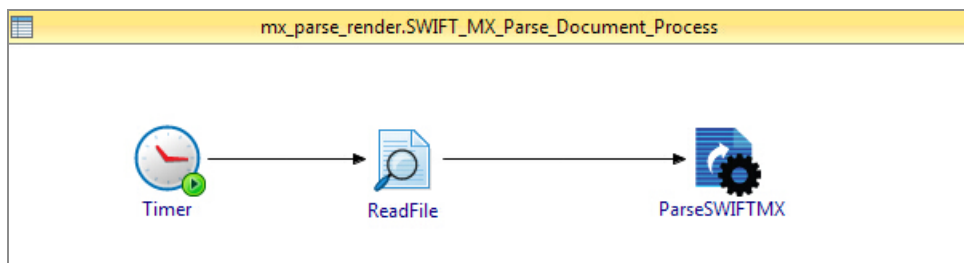 mx_parse_render.SWIFT_MX_Parse_Document_Process
Timer
ReadFile
ParseSWIFTMX